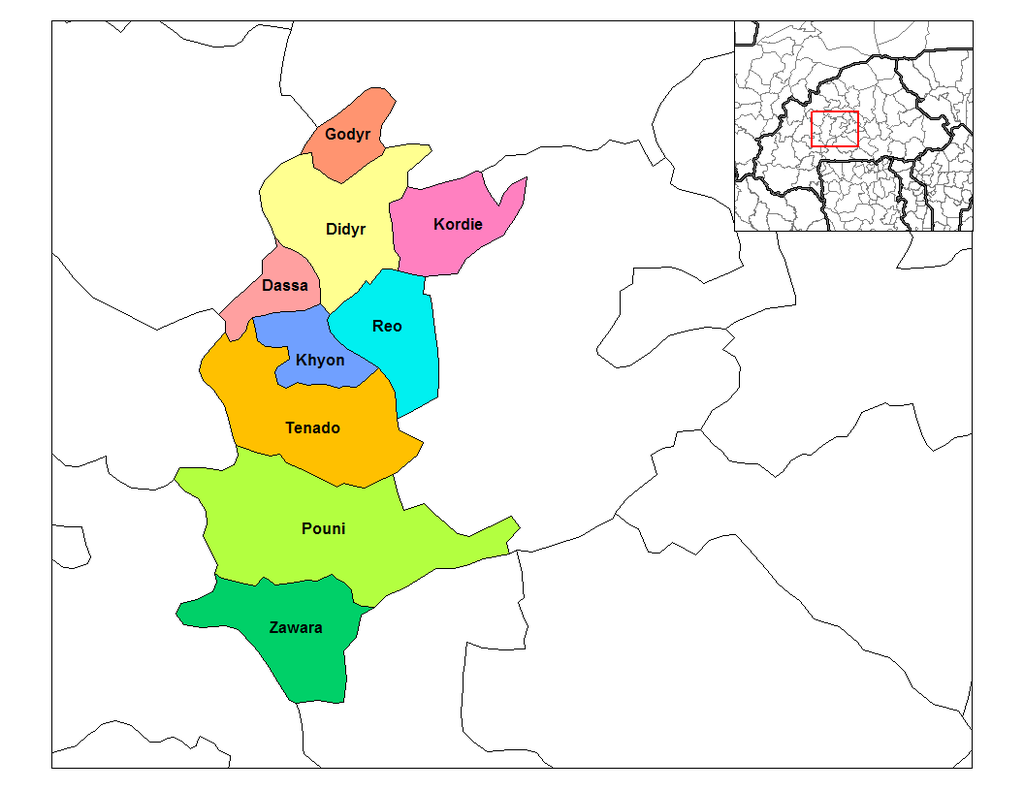 Godyr
Didyr
Kordie
Dassa
Reo
Khyon
Tenado
Pouni
Zawara